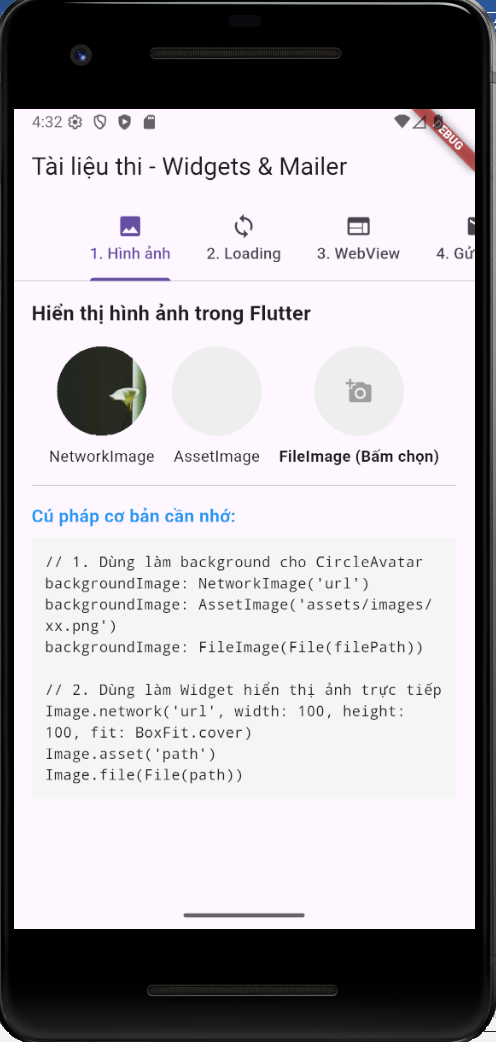 4:32
DEBUG
Tài liệu thi - Widgets & Mailer
1. Hình ảnh
2. Loading
3. WebView
4. Gử
Hiển thị hình ảnh trong Flutter
NetworkImage
AssetImage
FileImage (Bấm chọn)
Cú pháp cơ bản cần nhớ:
// 1. Dùng làm background cho CircleAvatar
backgroundImage: NetworkImage('url')
backgroundImage: AssetImage('assets/images/
xx.png')
backgroundImage: FileImage(File(filePath))
// 2. Dùng làm Widget hiển thị ảnh trực tiếp
Image.network('url', width: 100, height:
100, fit: BoxFit.cover)
Image.asset('path')
Image.file(File(path))